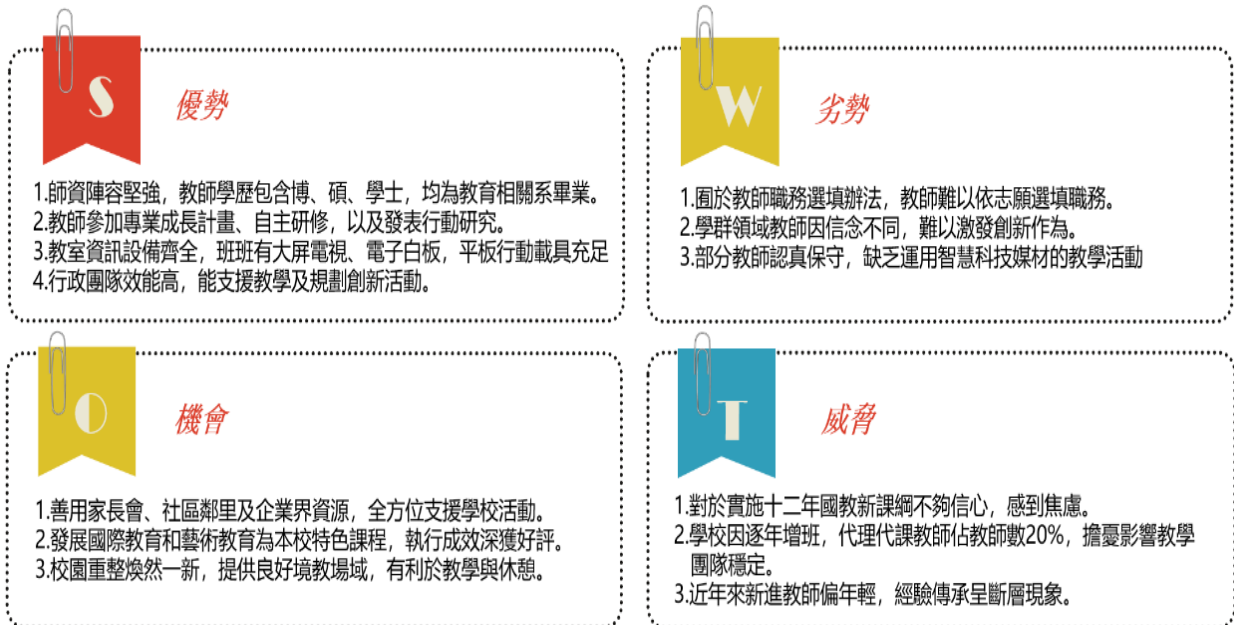 S
優勢
1.師資陣容堅強，教師學歷包含博、碩、學士，均為教育相關系畢業。
2.教師參加專業成長計畫、自主研修，以及發表行動研究。
3.教室資訊設備齊全，班班有大屏電視、電子白板，平板行動載具充足
4.行政團隊效能高，能支援教學及規劃創新活動。
W
劣勢
1.囿於教師職務選填辦法，教師難以依志願選填職務。
2.學群領域教師因信念不同，難以激發創新作為。
3.部分教師認真保守，缺乏運用智慧科技媒材的教學活動
O
機會
1.善用家長會、社區鄰里及企業界資源，全方位支援學校活動。
2.發展國際教育和藝術教育為本校特色課程，執行成效深獲好評。
3.校園重整煥然一新，提供良好境教場域，有利於教學與休憩。
T
威脅
1.對於實施十二年國教新課綱不夠信心，感到焦慮。
2.學校因逐年增班，代理代課教師佔教師數20%，擔憂影響教學
團隊穩定。
3.近年來新進教師偏年輕，經驗傳承呈斷層現象。